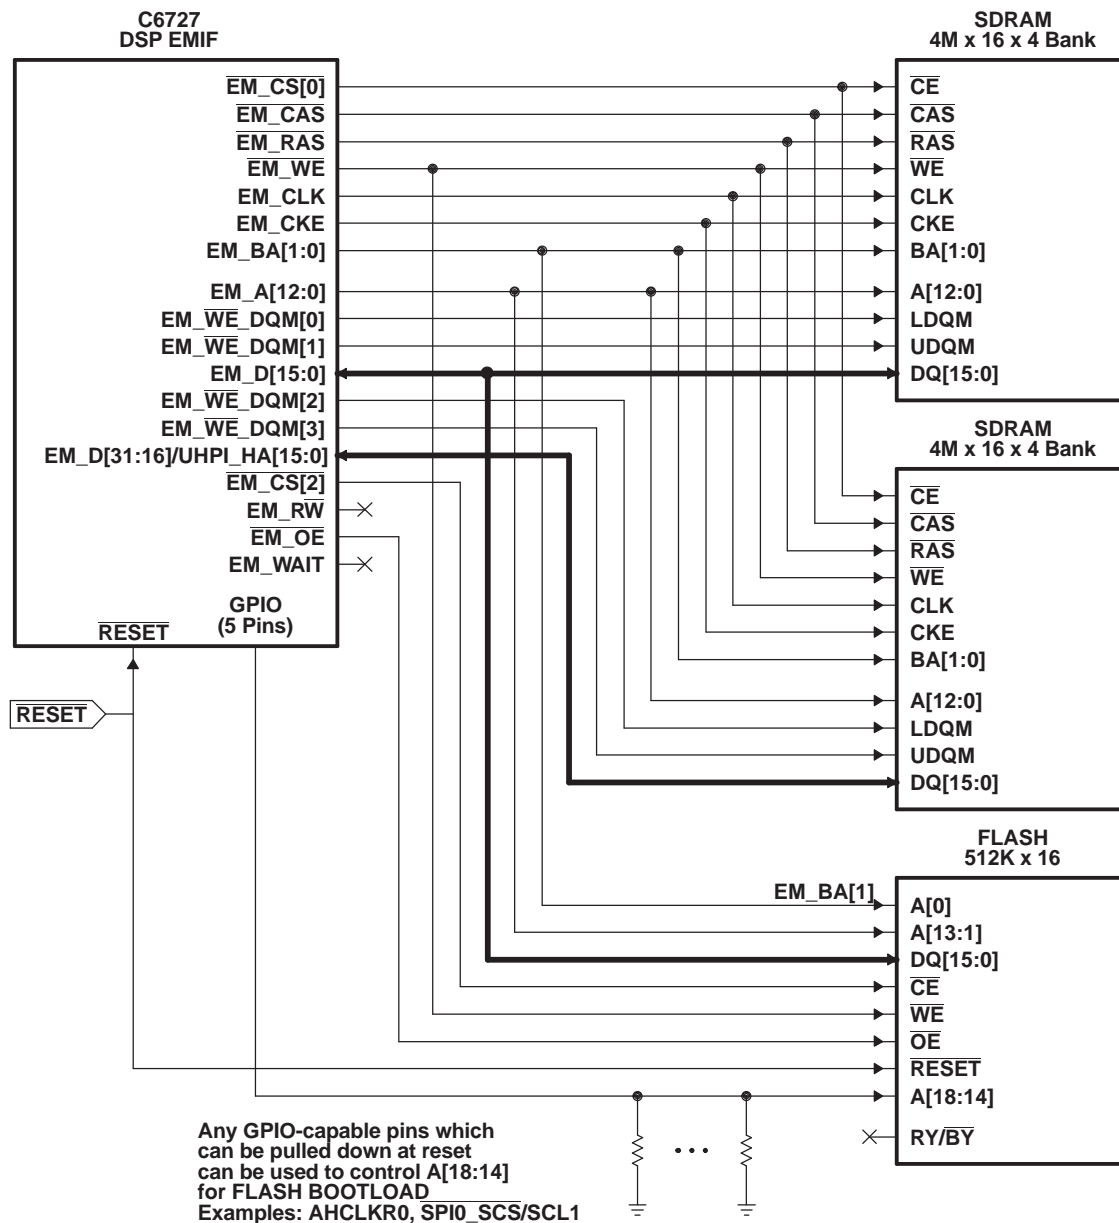 C6727
DSP EMIF
EM_CS[0]
EM_CAS
EM_RAS
EM_WE
EM_CLK
EM_CKE
EM_BA[1:0]
EM_A[12:0]
EM_WE_DQM[0]
EM_WE_DQM[1]
EM_D[15:0]
EM_WE_DQM[2]
EM_WE_DQM[3]
EM_D[31:16]/UHPI_HA[15:0]
EM_CS[2]
EM_RW
EM_OE
EM_WAIT
GPIO
(5 Pins)
RESET
RESET
SDRAM
4M x 16 x 4 Bank
CE
CAS
RAS
WE
CLK
CKE
BA[1:0]
A[12:0]
LDQM
UDQM
DQ[15:0]
SDRAM
4M x 16 x 4 Bank
CE
CAS
RAS
WE
CLK
CKE
BA[1:0]
A[12:0]
LDQM
UDQM
DQ[15:0]
FLASH
512K x 16
EM_BA[1]
A[0]
A[13:1]
DQ[15:0]
CE
WE
OE
RESET
A[18:14]
RY/BY
Any GPIO-capable pins which
can be pulled down at reset
can be used to control A[18:14]
for FLASH BOOTLOAD
Examples: AHCLKR0, SPI0_SCS/SCL1